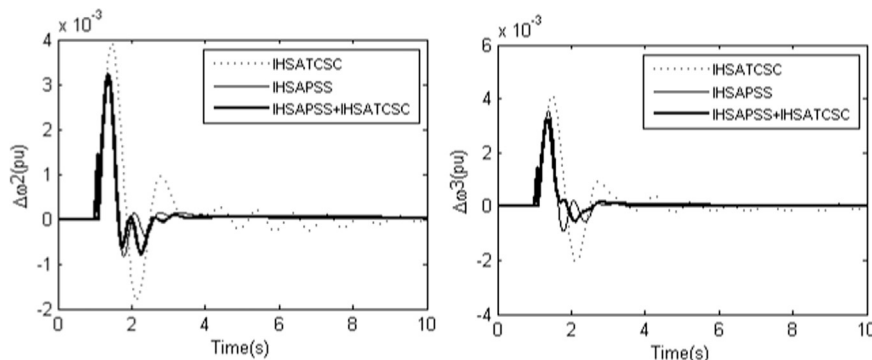 x 10⁻³
4
3
2
1
0
-1
-2
Δω2(pu)
IHSATCSC
IHSAPSS
IHSAPSS+IHSATCSC
0 2 4 6 8 10
Time(s)
x 10⁻³
6
4
2
0
-2
-4
Δω3(pu)
IHSATCSC
IHSAPSS
IHSAPSS+IHSATCSC
0 2 4 6 8 10
Time(s)